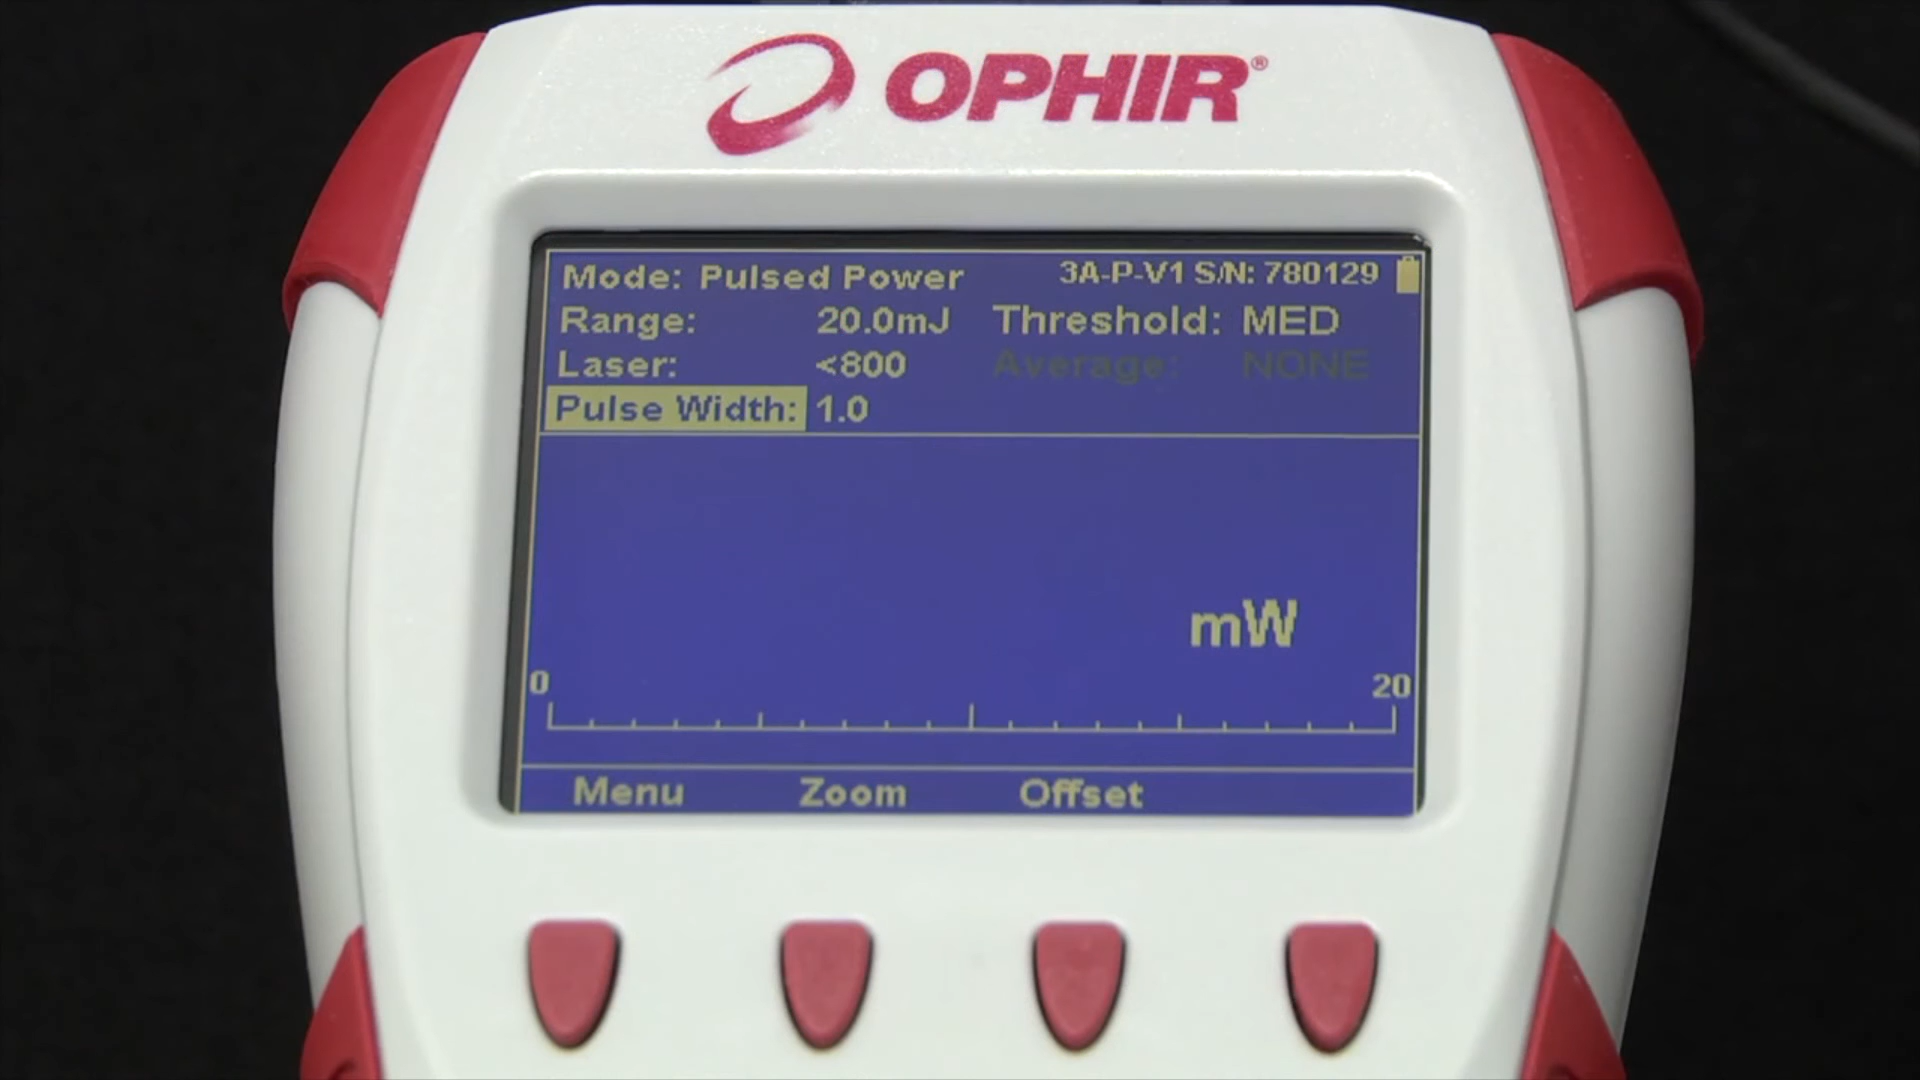 OPHIR®
Mode: Pulsed Power 3A-P-V1 S/N: 780129
Range: 20.0mJ Threshold: MED
Laser: <800 Average: NONE
Pulse Width: 1.0
mW
0 20
Menu Zoom Offset